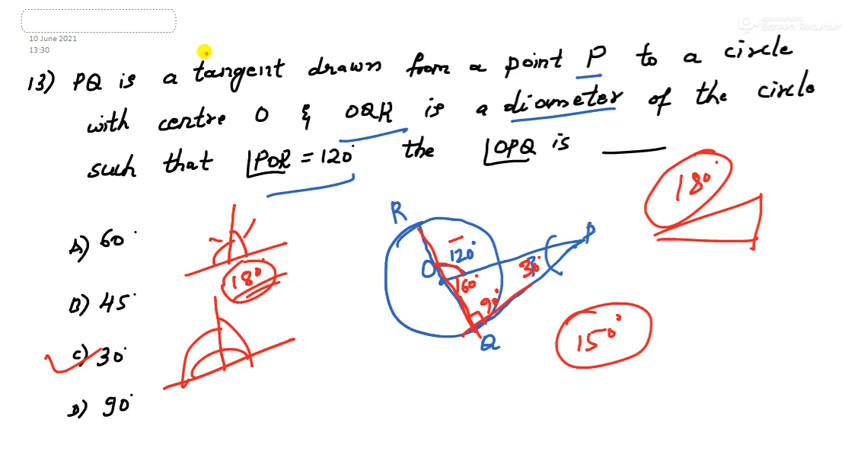 10 June 2021
13:30
13) PQ is a tangent drawn from a point P to a circle
with centre O & OQR is a diameter of the circle
such that ∠POR = 120° the ∠OPQ is ___
180°
A) 60°
180°
B) 45°
C) 30°
D) 90°
R
120°
P
O
60°
30°
90°
Q
150°